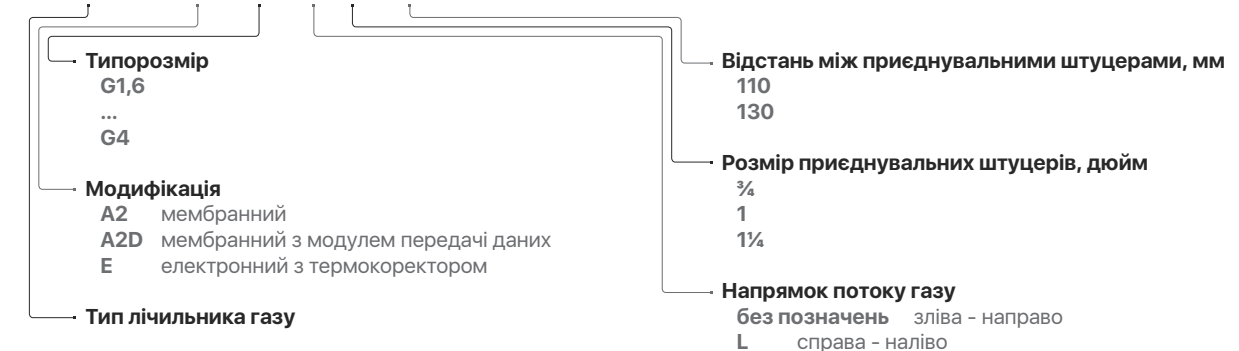 Типорозмір
G1,6
...
G4
Модифікація
A2 мембранний
A2D мембранний з модулем передачі даних
E електронний з термокоректором
Тип лічильника газу
Відстань між приєднувальними штуцерами, мм
110
130
Розмір приєднувальних штуцерів, дюйм
¾
1
1¼
Напрямок потоку газу
без позначень зліва - направо
L справа - наліво